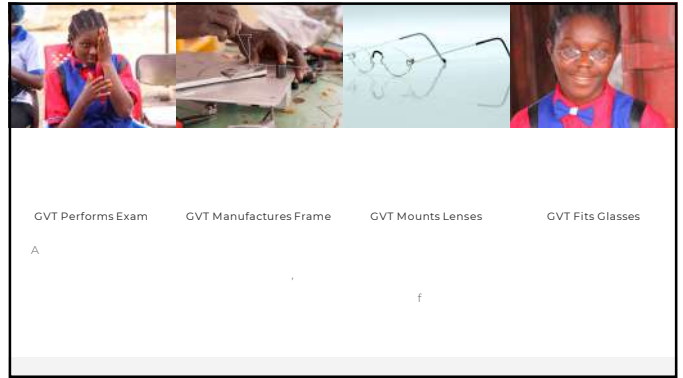 GVT Performs Exam
GVT Manufactures Frame
GVT Mounts Lenses
GVT Fits Glasses
A
,
f